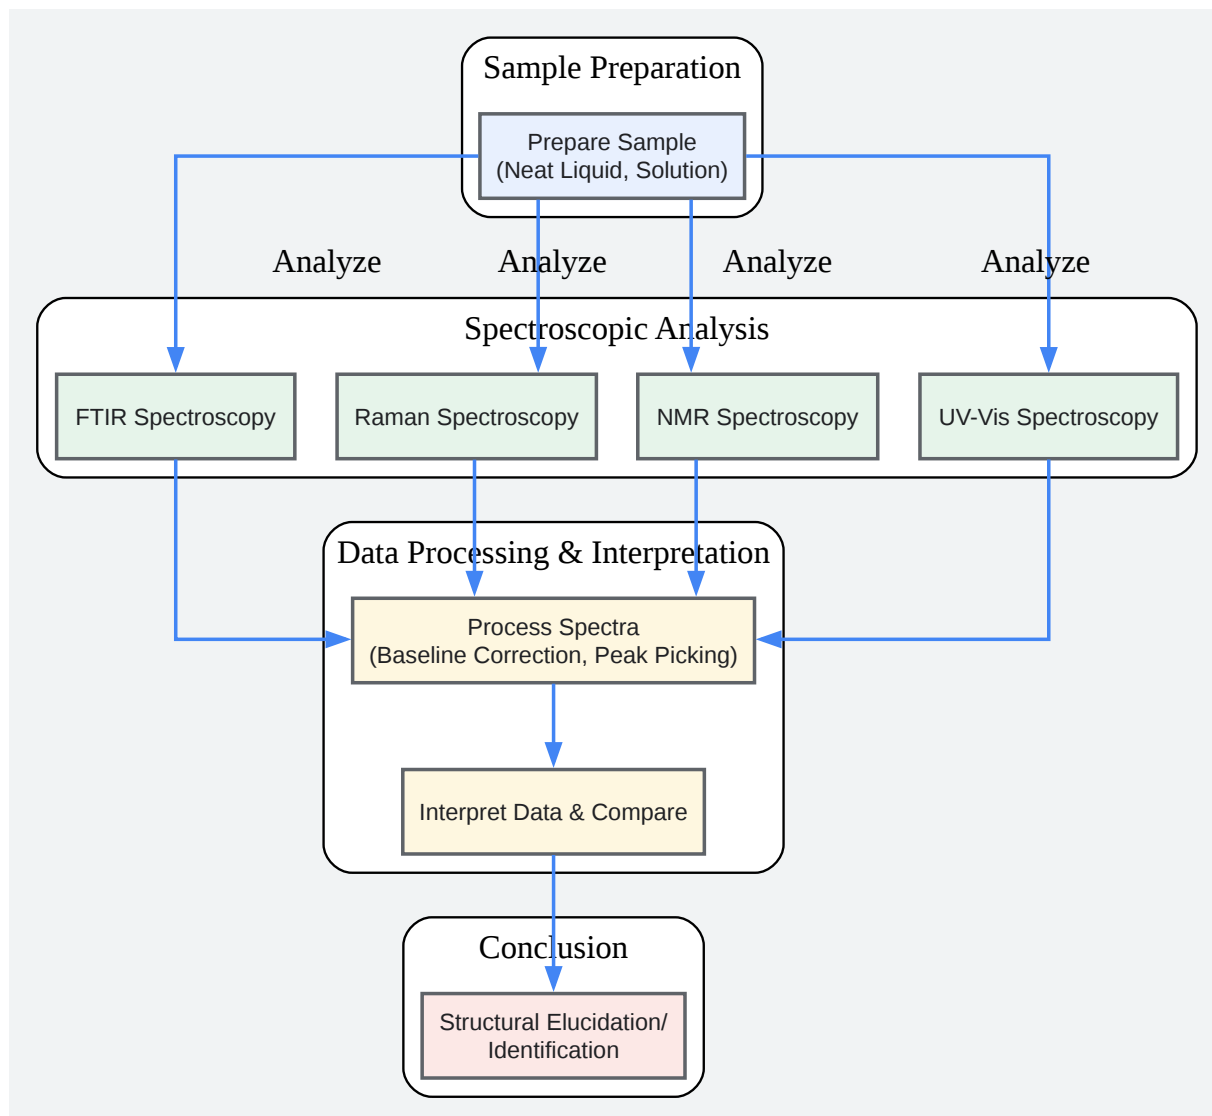 Sample Preparation
Prepare Sample
(Neat Liquid, Solution)
Analyze
Analyze
Analyze
Analyze
Spectroscopic Analysis
FTIR Spectroscopy
Raman Spectroscopy
NMR Spectroscopy
UV-Vis Spectroscopy
Data Processing & Interpretation
Process Spectra
(Baseline Correction, Peak Picking)
Interpret Data & Compare
Conclusion
Structural Elucidation/
Identification